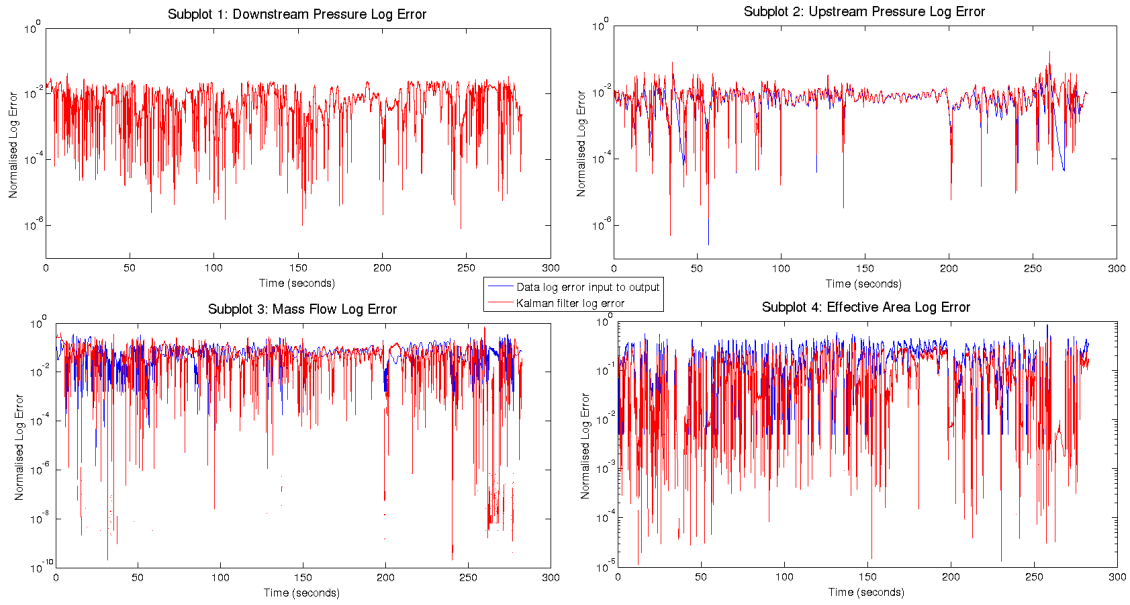 Subplot 1: Downstream Pressure Log Error
10^0
10^-2
10^-4
10^-6
Normalised Log Error
0 50 100 150 200 250 300
Time (seconds)
Subplot 2: Upstream Pressure Log Error
10^0
10^-2
10^-4
10^-6
Normalised Log Error
0 50 100 150 200 250 300
Time (seconds)
Data log error input to output
Kalman filter log error
Subplot 3: Mass Flow Log Error
10^0
10^-2
10^-4
10^-6
10^-8
10^-10
Normalised Log Error
0 50 100 150 200 250 300
Time (seconds)
Subplot 4: Effective Area Log Error
10^0
10^-1
10^-2
10^-3
10^-4
10^-5
Normalised Log Error
0 50 100 150 200 250 300
Time (seconds)